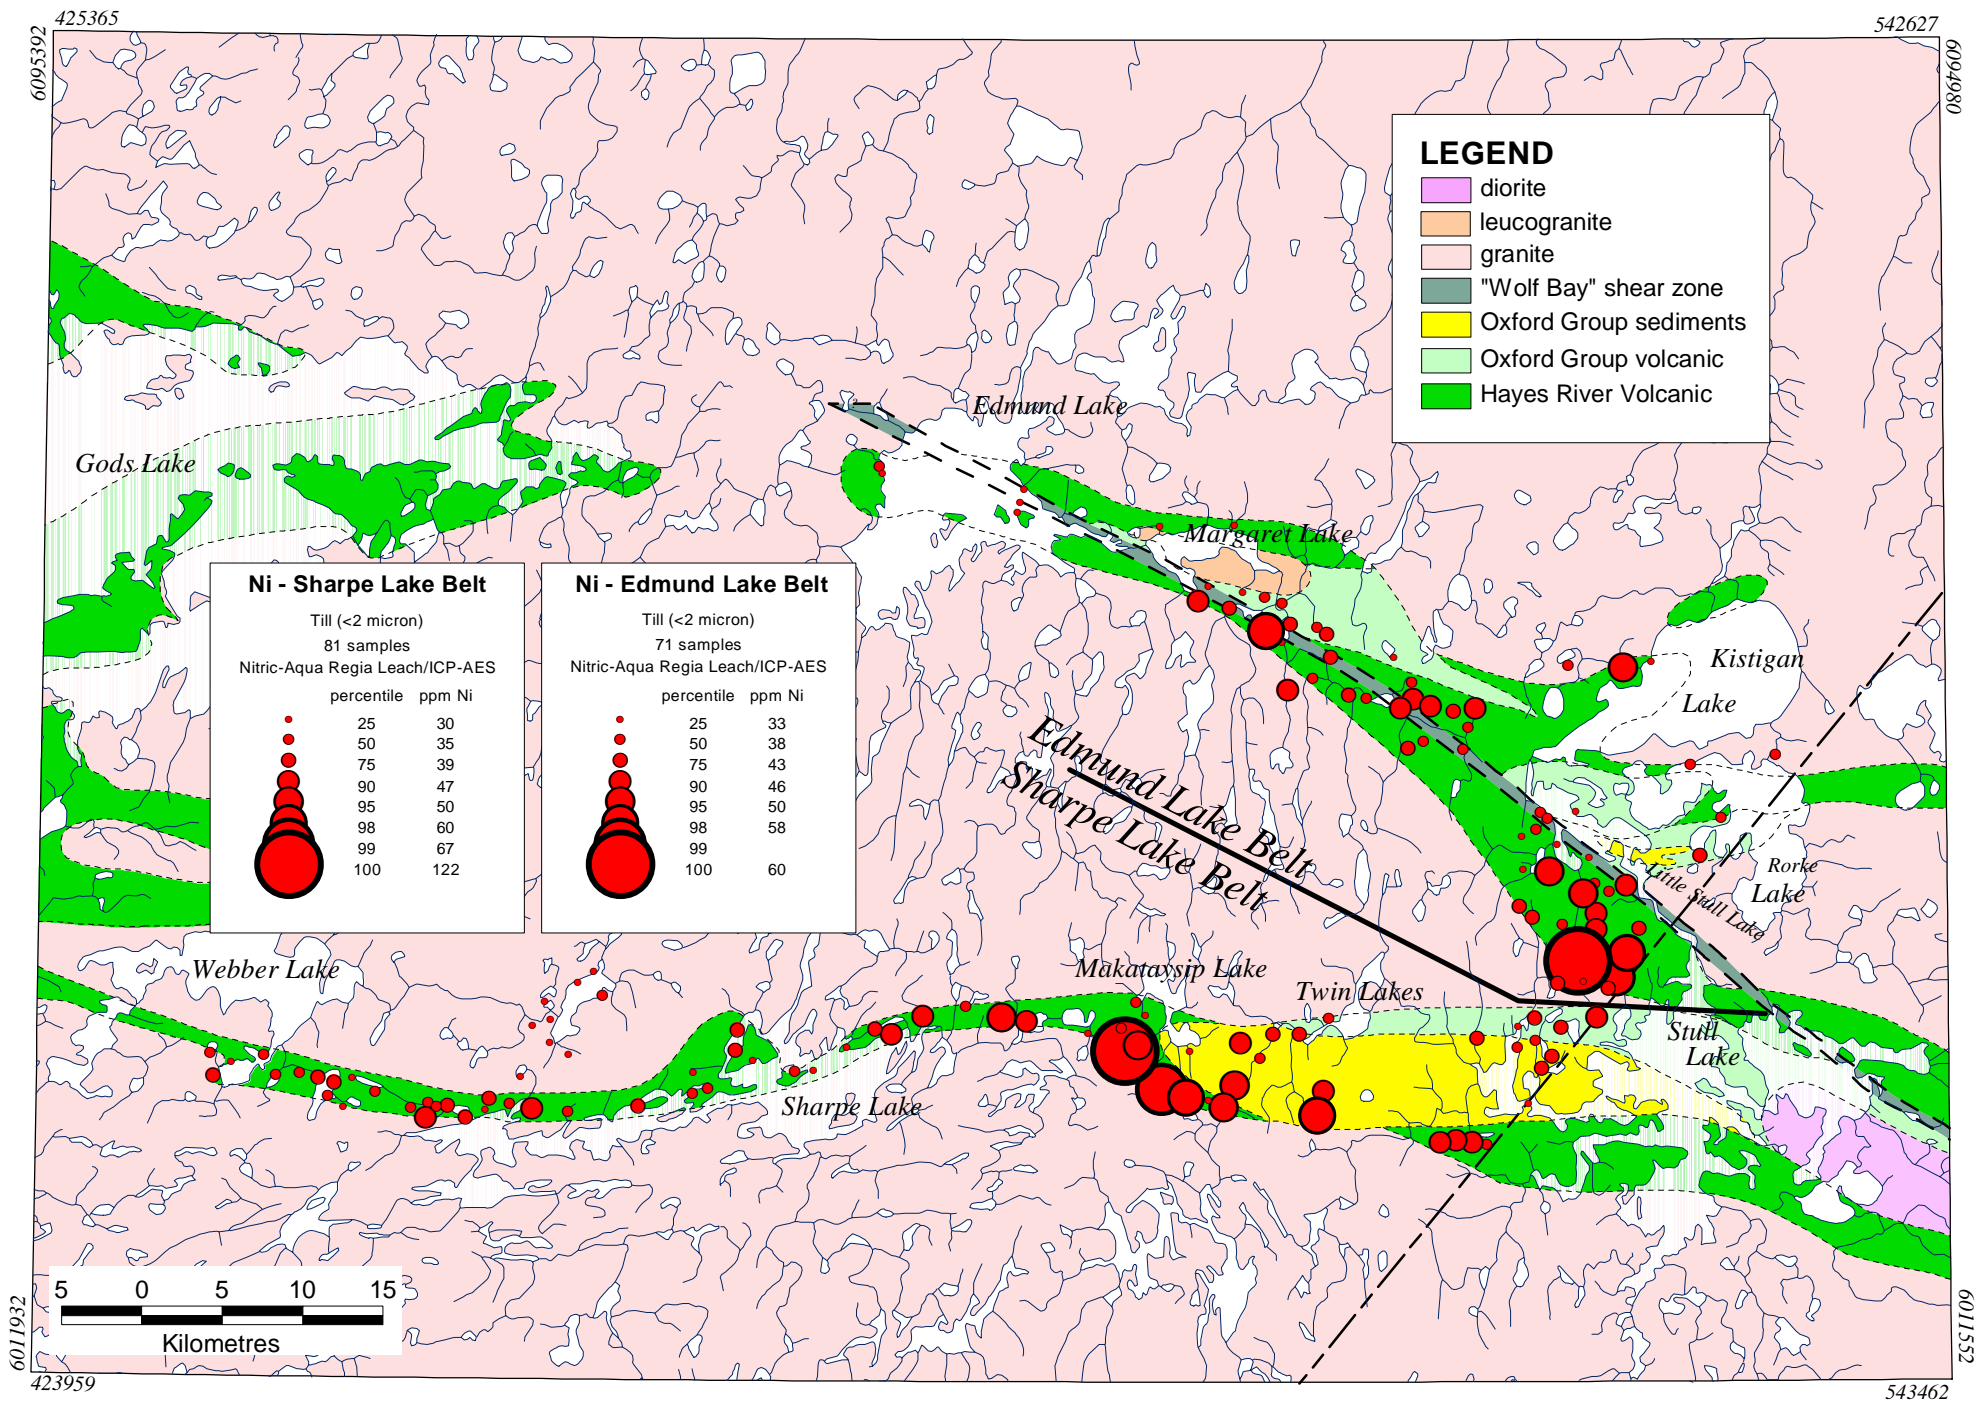 425365
542627
6095392
6094980
LEGEND
diorite
leucogranite
granite
"Wolf Bay" shear zone
Oxford Group sediments
Oxford Group volcanic
Hayes River Volcanic
Edmund Lake
Gods Lake
Margaret Lake
Kistigan
Lake
Ni - Sharpe Lake Belt
Till (<2 micron)
81 samples
Nitric-Aqua Regia Leach/ICP-AES
percentile ppm Ni
25 30
50 35
75 39
90 47
95 50
98 60
99 67
100 122
Ni - Edmund Lake Belt
Till (<2 micron)
71 samples
Nitric-Aqua Regia Leach/ICP-AES
percentile ppm Ni
25 33
50 38
75 43
90 46
95 50
98 58
99
100 60
Edmund Lake Belt
Sharpe Lake Belt
Rorke
Lake
Little Stull Lake
Webber Lake
Makataysip Lake
Twin Lakes
Stull
Lake
Sharpe Lake
5 0 5 10 15
Kilometres
6011932
6011552
423959
543462